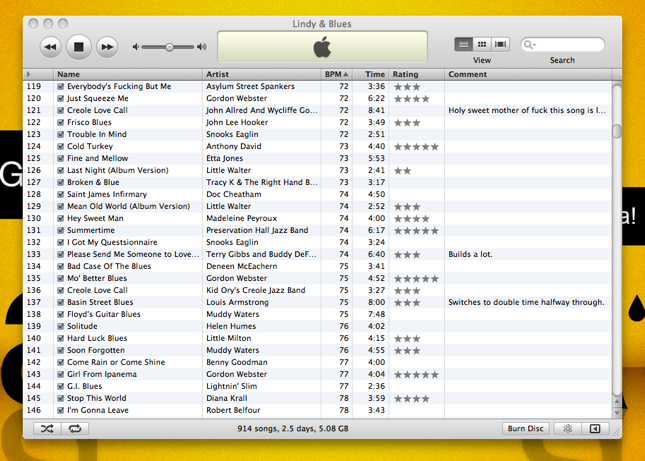 Lindy & Blues
View
Search
Name Artist BPM Time Rating Comment
119 Everybody's Fucking But Me Asylum Street Spankers 72 3:36
120 Just Squeeze Me Gordon Webster 72 6:22
121 Creole Love Call John Alred And Wycliffe Go... 72 8:41 Holy sweet mother of fuck this song is l...
122 Frisco Blues John Lee Hooker 72 3:49
123 Trouble In Mind Snooks Eaglin 72 2:51
124 Cold Turkey Anthony David 73 4:40
125 Fine and Mellow Etta Jones 73 5:53
126 Last Night (Album Version) Little Walter 72 2:41
127 Broken & Blue Tracy K & The Right Hand B... 73 3:17
128 Saint James Infirmary Doc Cheatham 74 4:50
129 Mean Old World (Album Version) Little Walter 72 2:52
130 Hey Sweet Man Madeleine Peyroux 74 4:00
131 Summertime Preservation Hall Jazz Band 74 6:17
132 I Got My Questsionnaire Snooks Eaglin 74 3:24
133 Please Send Me Someone to Love... Terry Gibbs and Buddy DeF... 74 6:40 Builds a lot.
134 Bad Case Of The Blues Deneen McEachern 75 3:41
135 Mo' Better Blues Gordon Webster 75 4:52
136 Creole Love Call Kid Ory's Creole Jazz Band 75 3:27
137 Basin Street Blues Louis Armstrong 75 8:00 Switches to double time halfway through.
138 Floyd's Guitar Blues Muddy Waters 75 7:48
139 Solitude Helen Humes 76 4:02
140 Hard Luck Blues Little Milton 76 4:15
141 Soon Forgotten Muddy Waters 76 4:55
142 Come Rain or Come Shine Benny Goodman 77 4:00
143 Girl From Ipanema Gordon Webster 77 4:04
144 G.I. Blues Lightnin' Slim 77 2:36
145 Stop This World Diana Krall 78 3:59
146 I'm Gonna Leave Robert Belfour 78 3:43
914 songs, 2.5 days, 5.08 GB
Burn Disc
G
a!